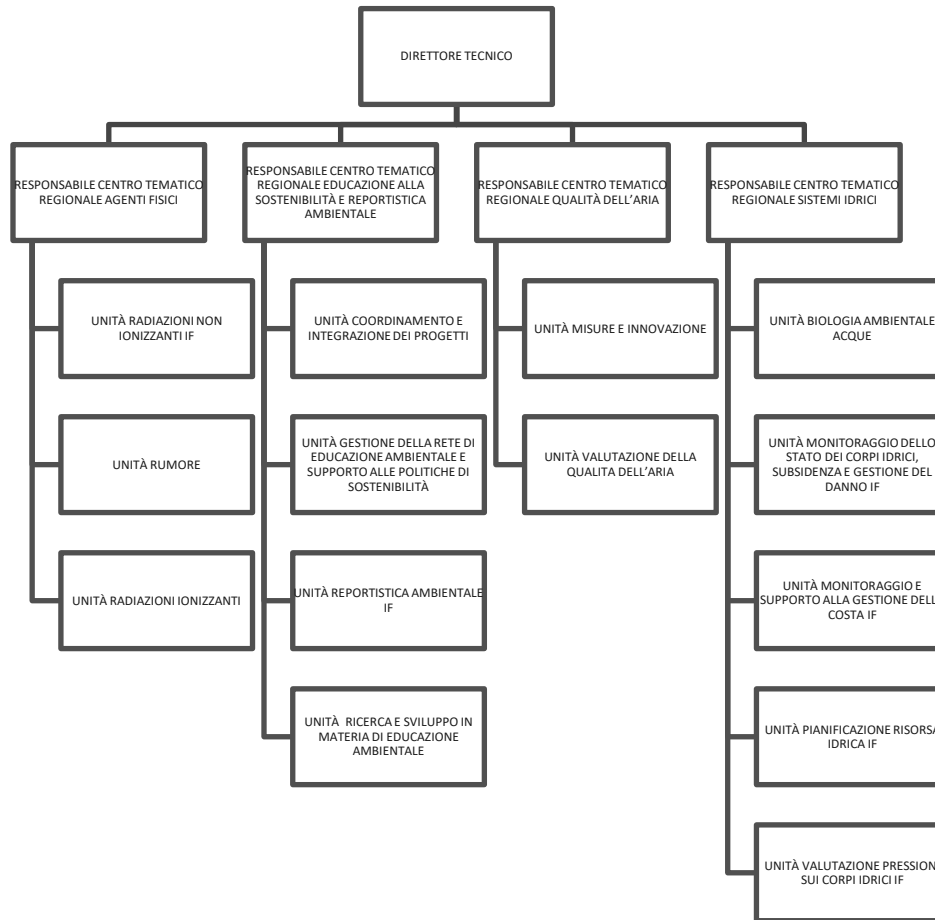 DIRETTORE TECNICO
RESPONSABILE CENTRO TEMATICO
REGIONALE AGENTI FISICI
RESPONSABILE CENTRO TEMATICO
REGIONALE EDUCAZIONE ALLA
SOSTENIBILITÀ E REPORTISTICA
AMBIENTALE
RESPONSABILE CENTRO TEMATICO
REGIONALE QUALITÀ DELL'ARIA
RESPONSABILE CENTRO TEMATICO
REGIONALE SISTEMI IDRICI
UNITÀ RADIAZIONI NON
IONIZZANTI IF
UNITÀ RUMORE
UNITÀ RADIAZIONI IONIZZANTI
UNITÀ COORDINAMENTO E
INTEGRAZIONE DEI PROGETTI
UNITÀ GESTIONE DELLA RETE DI
EDUCAZIONE AMBIENTALE E
SUPPORTO ALLE POLITICHE DI
SOSTENIBILITÀ
UNITÀ REPORTISTICA AMBIENTALE
IF
UNITÀ RICERCA E SVILUPPO IN
MATERIA DI EDUCAZIONE
AMBIENTALE
UNITÀ MISURE E INNOVAZIONE
UNITÀ VALUTAZIONE DELLA
QUALITA DELL'ARIA
UNITÀ BIOLOGIA AMBIENTALE
ACQUE
UNITÀ MONITORAGGIO DELLO
STATO DEI CORPI IDRICI,
SUBSIDENZA E GESTIONE DEL
DANNO IF
UNITÀ MONITORAGGIO E
SUPPORTO ALLA GESTIONE DELL
COSTA IF
UNITÀ PIANIFICAZIONE RISORSA
IDRICA IF
UNITÀ VALUTAZIONE PRESSION
SUI CORPI IDRICI IF